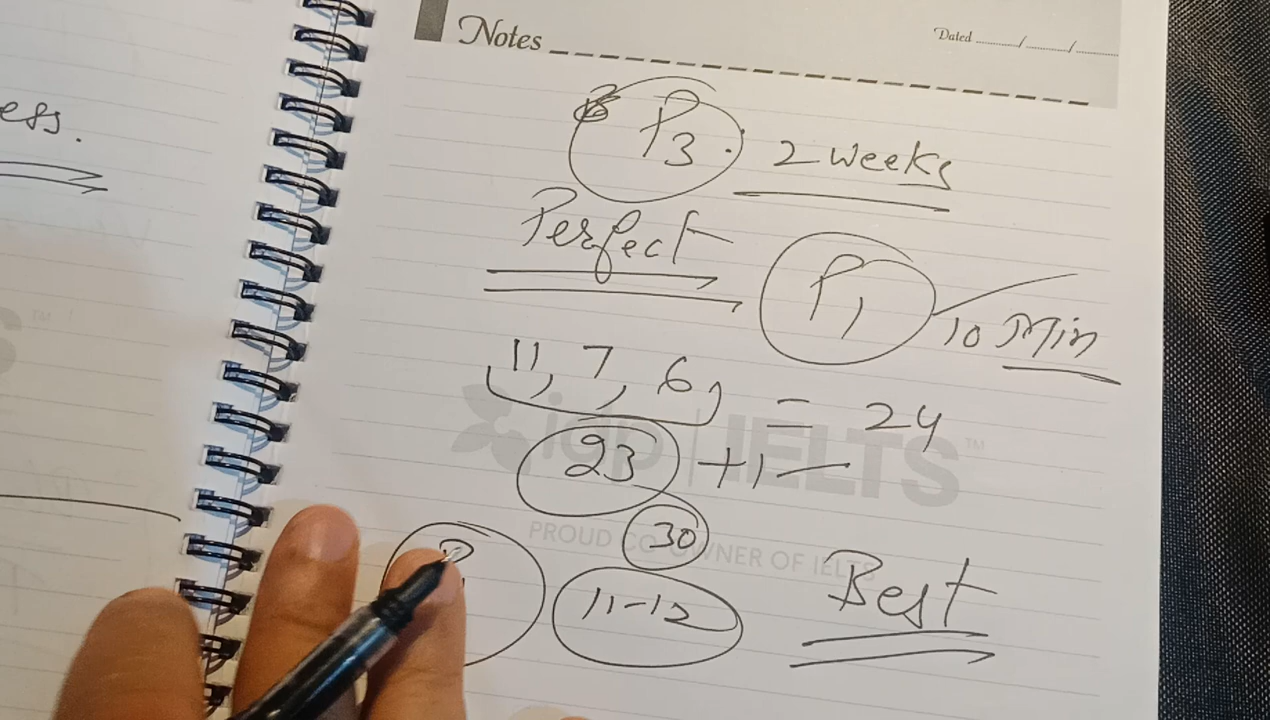 ess.
Notes
Dated ......../......../........
P3. 2 weeks
Perfect
P1 10 Min
11, 7, 6, = 24
idp IELTS™
23 +1
30
PROUD CO-OWNER OF IELTS
11-12 Best